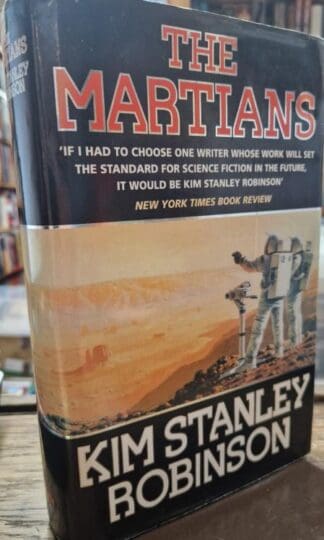 THE
MARTIANS
'IF I HAD TO CHOOSE ONE WRITER WHOSE WORK WILL SET
THE STANDARD FOR SCIENCE FICTION IN THE FUTURE,
IT WOULD BE KIM STANLEY ROBINSON'
NEW YORK TIMES BOOK REVIEW
KIM STANLEY
ROBINSON